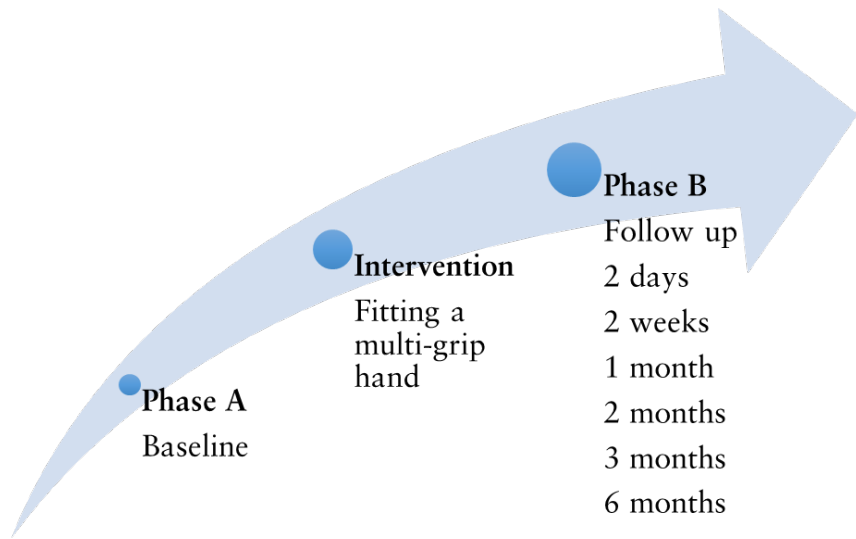 Phase A
Baseline
Intervention
Fitting a
multi-grip
hand
Phase B
Follow up
2 days
2 weeks
1 month
2 months
3 months
6 months